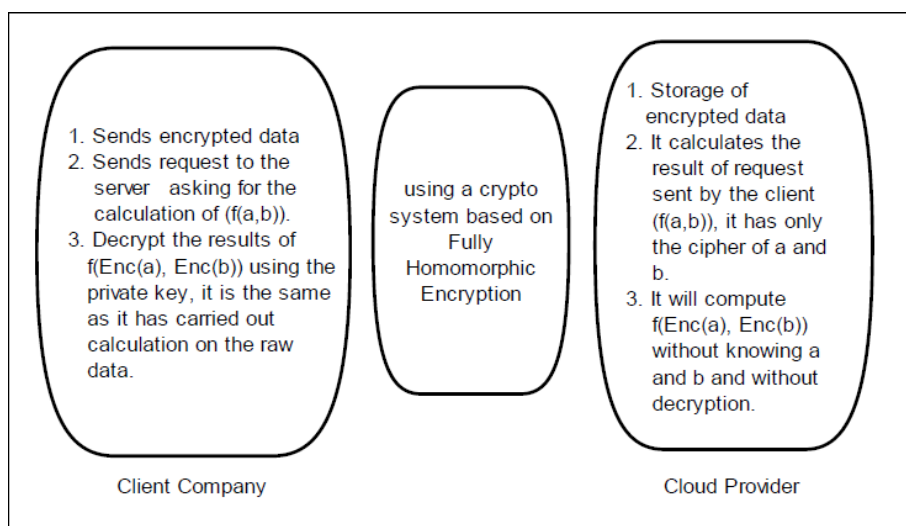 1. Sends encrypted data
2. Sends request to the
server asking for the
calculation of (f(a,b)).
3. Decrypt the results of
f(Enc(a), Enc(b)) using the
private key, it is the same
as it has carried out
calculation on the raw
data.
Client Company
using a crypto
system based on
Fully
Homomorphic
Encryption
1. Storage of
encrypted data
2. It calculates the
result of request
sent by the client
(f(a,b)), it has only
the cipher of a and
b.
3. It will compute
f(Enc(a), Enc(b))
without knowing a
and b and without
decryption.
Cloud Provider